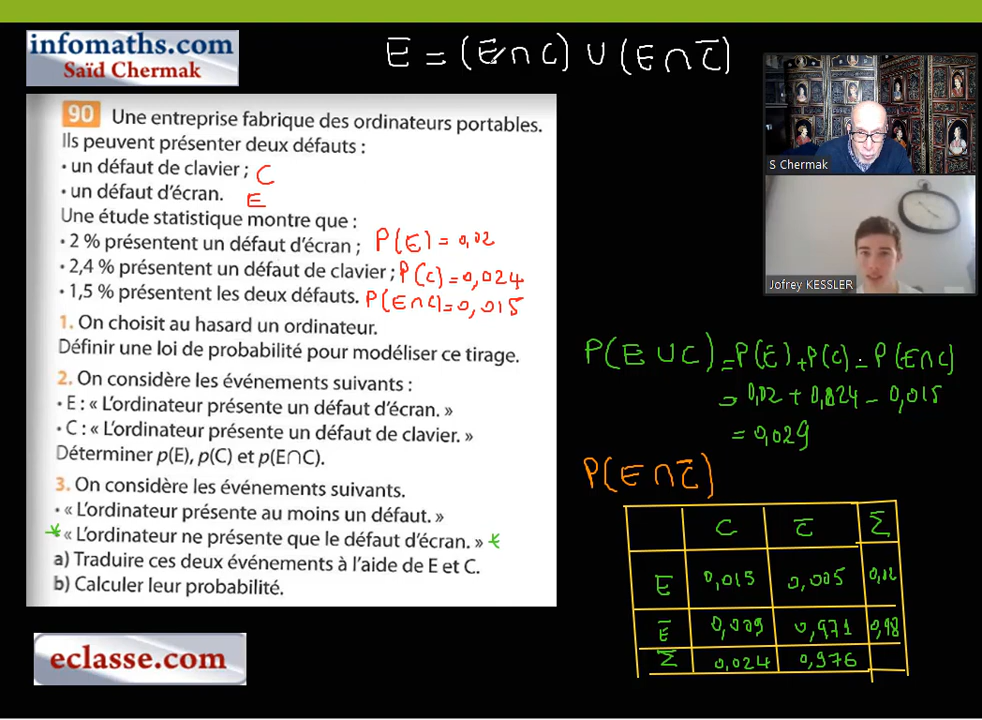 infomaths.com
Saïd Chermak
E = (E∩C) ∪ (E∩C̅)
90 Une entreprise fabrique des ordinateurs portables.
Ils peuvent présenter deux défauts :
• un défaut de clavier ; C
• un défaut d'écran. E
Une étude statistique montre que :
• 2 % présentent un défaut d'écran ; P(E) = 0,02
• 2,4 % présentent un défaut de clavier ; P(C) = 0,024
• 1,5 % présentent les deux défauts. P(E∩C) = 0,015
1. On choisit au hasard un ordinateur.
Définir une loi de probabilité pour modéliser ce tirage.
2. On considère les événements suivants :
• E : « L'ordinateur présente un défaut d'écran. »
• C : « L'ordinateur présente un défaut de clavier. »
Déterminer p(E), p(C) et p(E∩C).
3. On considère les événements suivants.
• « L'ordinateur présente au moins un défaut. »
* « L'ordinateur ne présente que le défaut d'écran. » *
a) Traduire ces deux événements à l'aide de E et C.
b) Calculer leur probabilité.
eclasse.com
S Chermak
Jofrey KESSLER
P(E ∪ C) = P(E) + P(C) - P(E∩C)
= 0,02 + 0,024 - 0,015
= 0,029
P(E ∩ C̅)
C C̅ Σ
E 0,015 0,005 0,02
E̅ 0,009 0,971 0,98
Σ 0,024 0,976